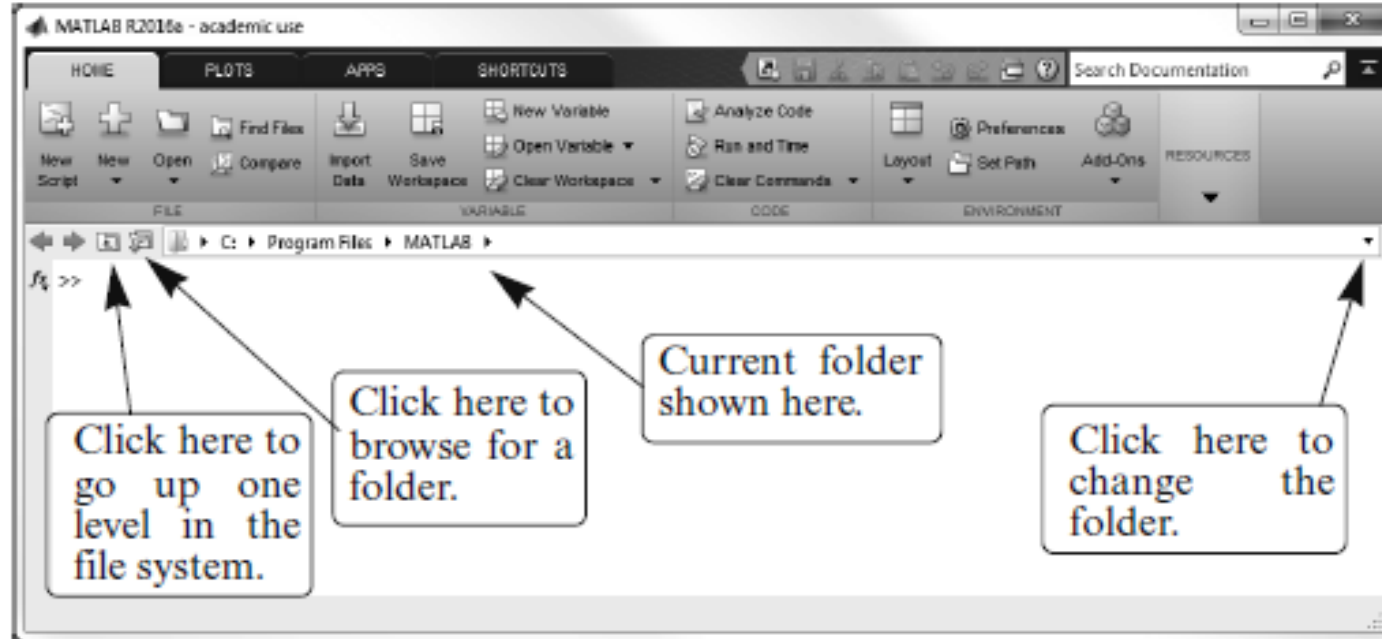 MATLAB R2016a - academic use
HOME PLOTS APPS SHORTCUTS Search Documentation
New Script
New
Open
Find Files
Compare
Import Data
Save Workspace
New Variable
Open Variable
Clear Workspace
Analyze Code
Run and Time
Clear Commands
Layout
Preferences
Set Path
Add-Ons
RESOURCES
FILE VARIABLE CODE ENVIRONMENT
C: Program Files MATLAB
fx >>
Click here to
go up one
level in the
file system.
Click here to
browse for a
folder.
Current folder
shown here.
Click here to
change the
folder.